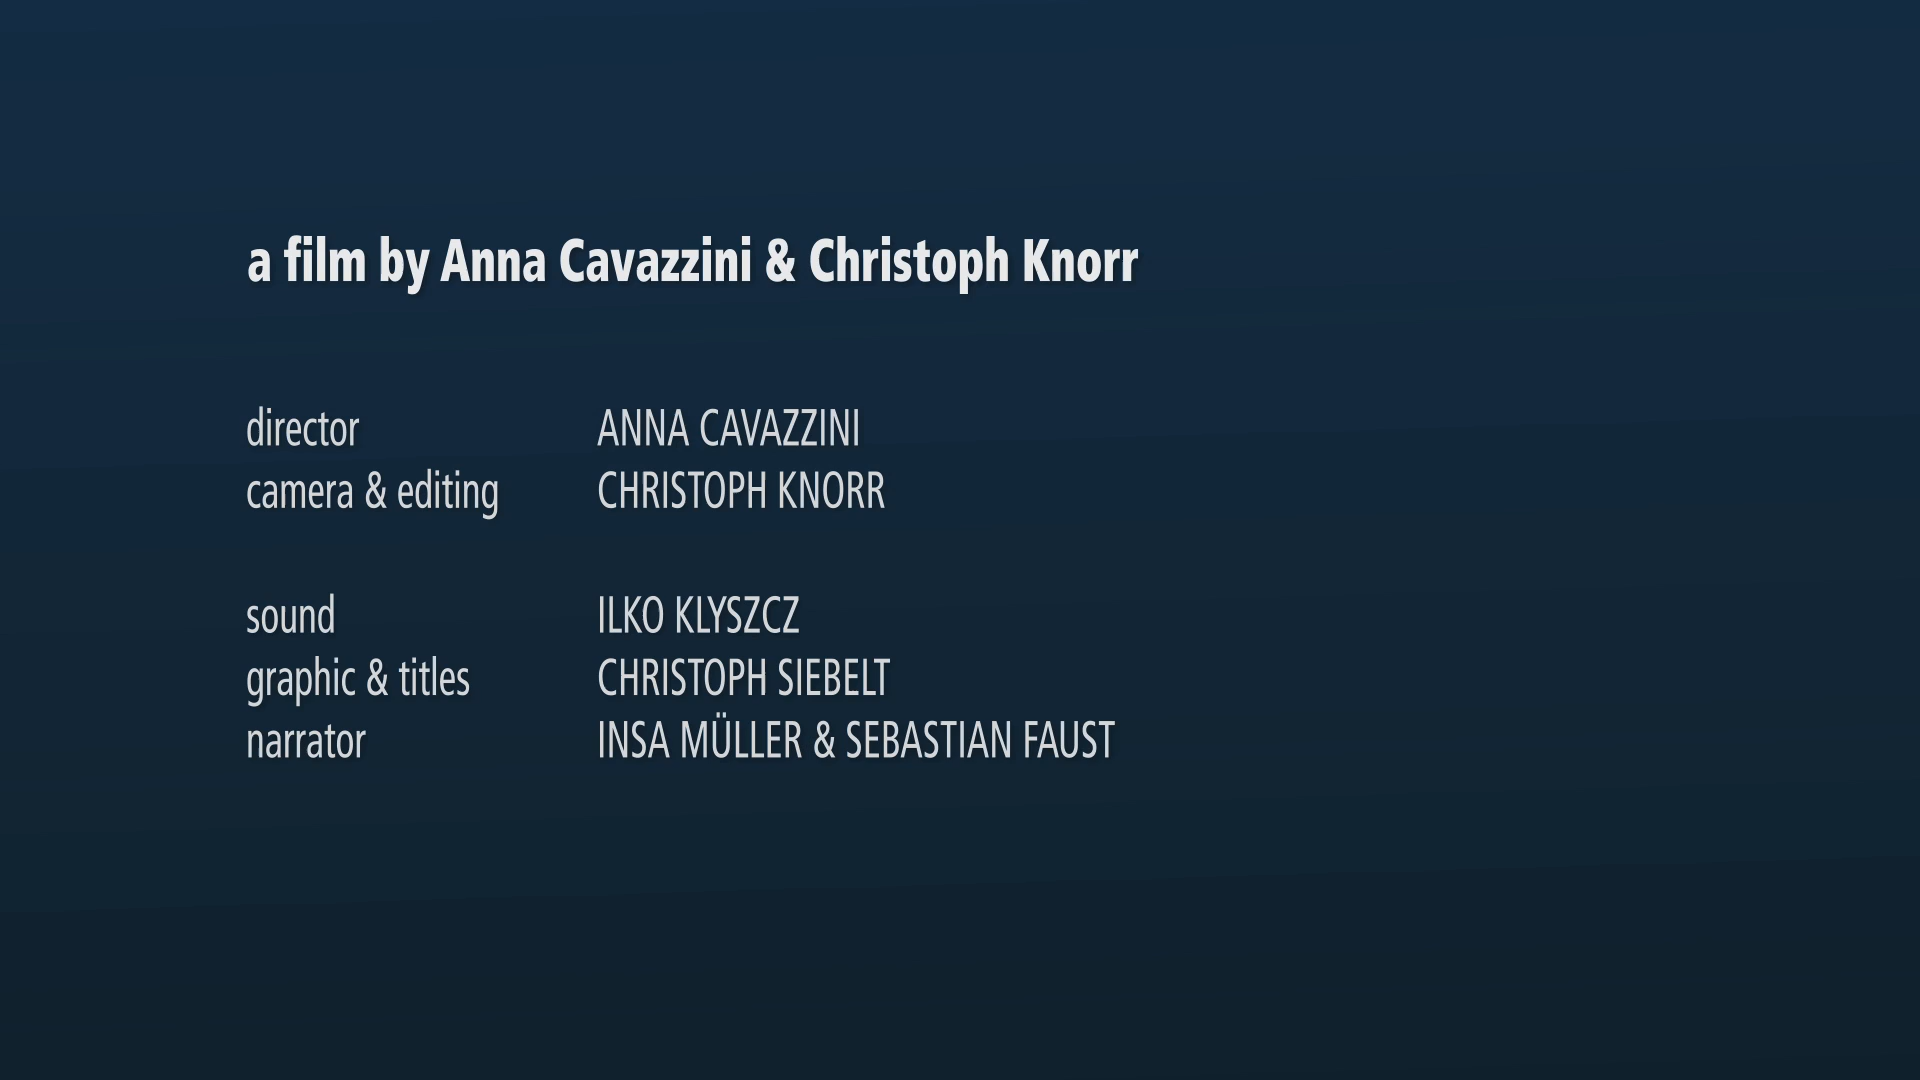 a film by Anna Cavazzini & Christoph Knorr
director ANNA CAVAZZINI
camera & editing CHRISTOPH KNORR
sound ILKO KLYSZCZ
graphic & titles CHRISTOPH SIEBELT
narrator INSA MÜLLER & SEBASTIAN FAUST